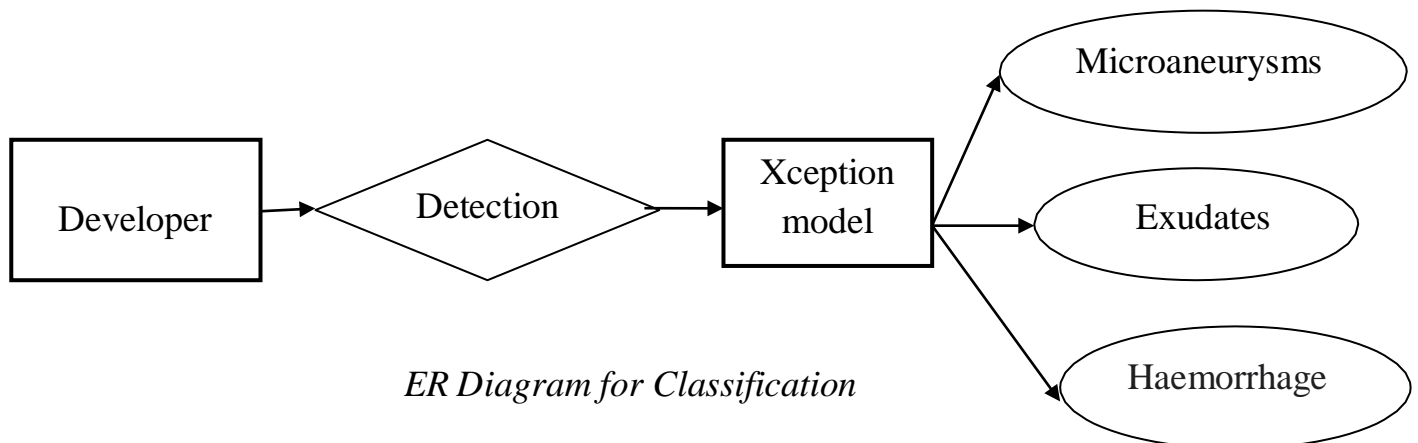 Developer
Detection
Xception
model
Microaneurysms
Exudates
Haemorrhage
ER Diagram for Classification